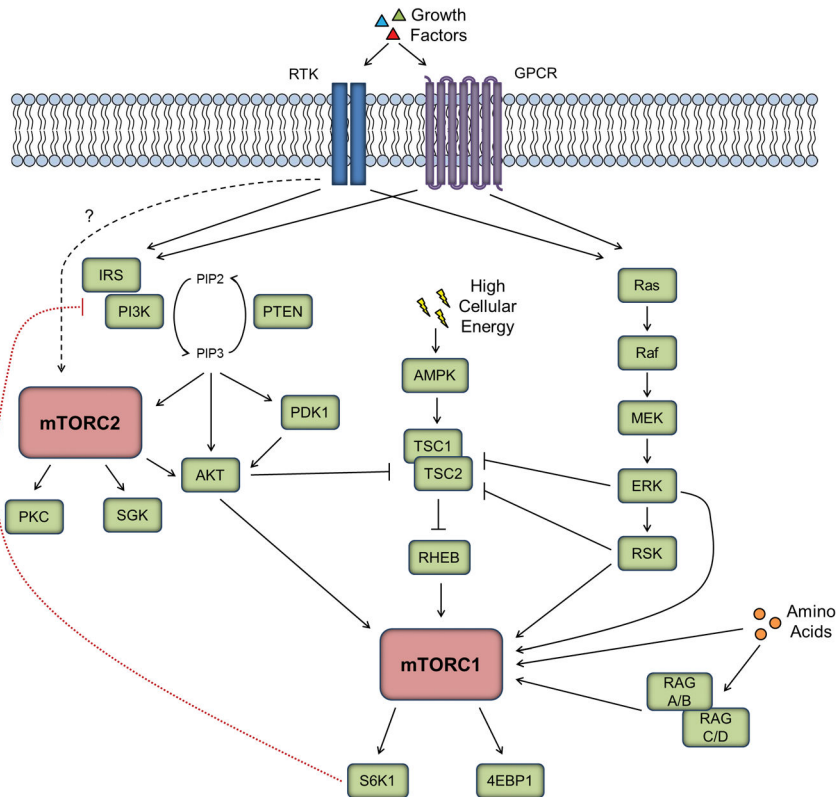 Growth
Factors
RTK
GPCR
?
IRS
PI3K
PIP2
PIP3
PTEN
High
Cellular
Energy
Ras
Raf
AMPK
mTORC2
PDK1
MEK
TSC1
TSC2
AKT
ERK
PKC
SGK
RHEB
RSK
Amino
Acids
mTORC1
RAG
A/B
RAG
C/D
S6K1
4EBP1